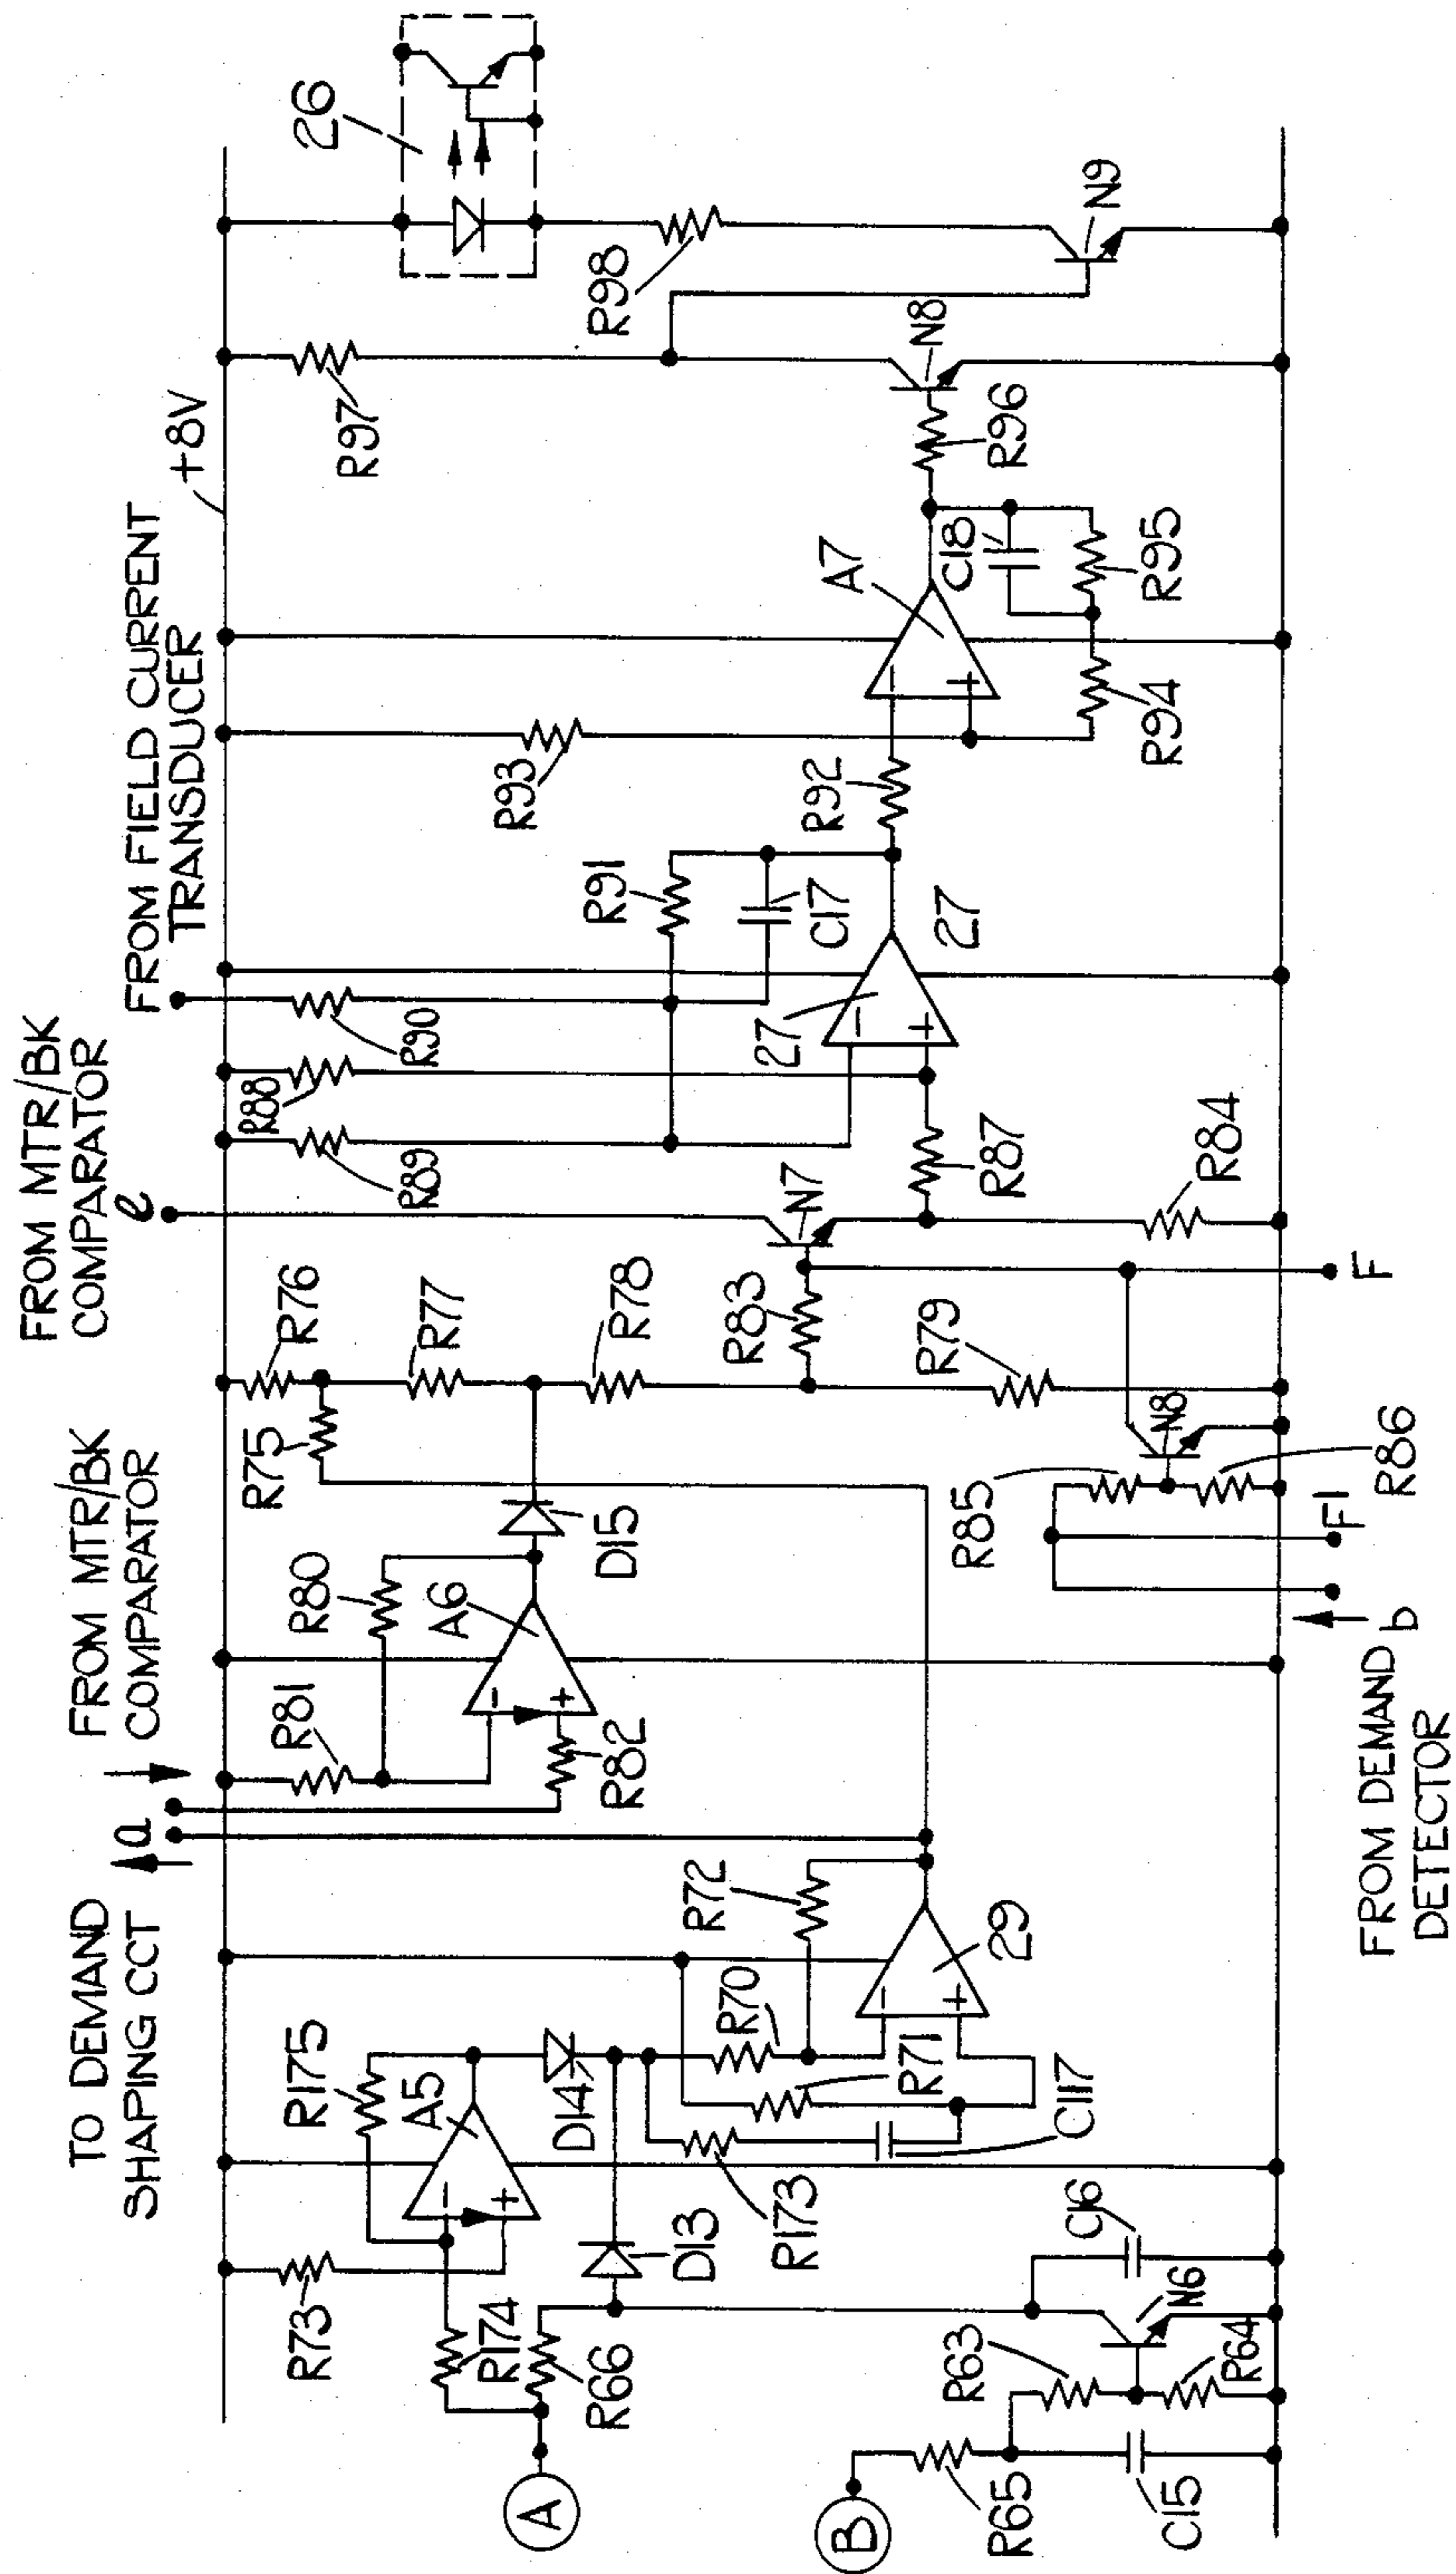 TO DEMAND
SHAPING CCT
a
FROM MTR/BK
COMPARATOR
FROM MTR/BK
COMPARATOR
e
FROM FIELD CURRENT
TRANSDUCER
+8V
26
R73
R175
A5
R174
R66
A
D14
D13
R173
R70
R71
C117
R72
29
-
+
-
+
B
R65
C15
R63
R64
N6
C16
R81
R80
A6
-
+
R82
D15
R75
R76
R77
R78
R83
R79
N7
R85
N8
R86
F1
F
b
FROM DEMAND
DETECTOR
R89
R88
R90
R91
C17
27
27
-
+
R87
R84
R92
R93
A7
-
+
C18
R94
R95
R96
R97
N8
R98
N9